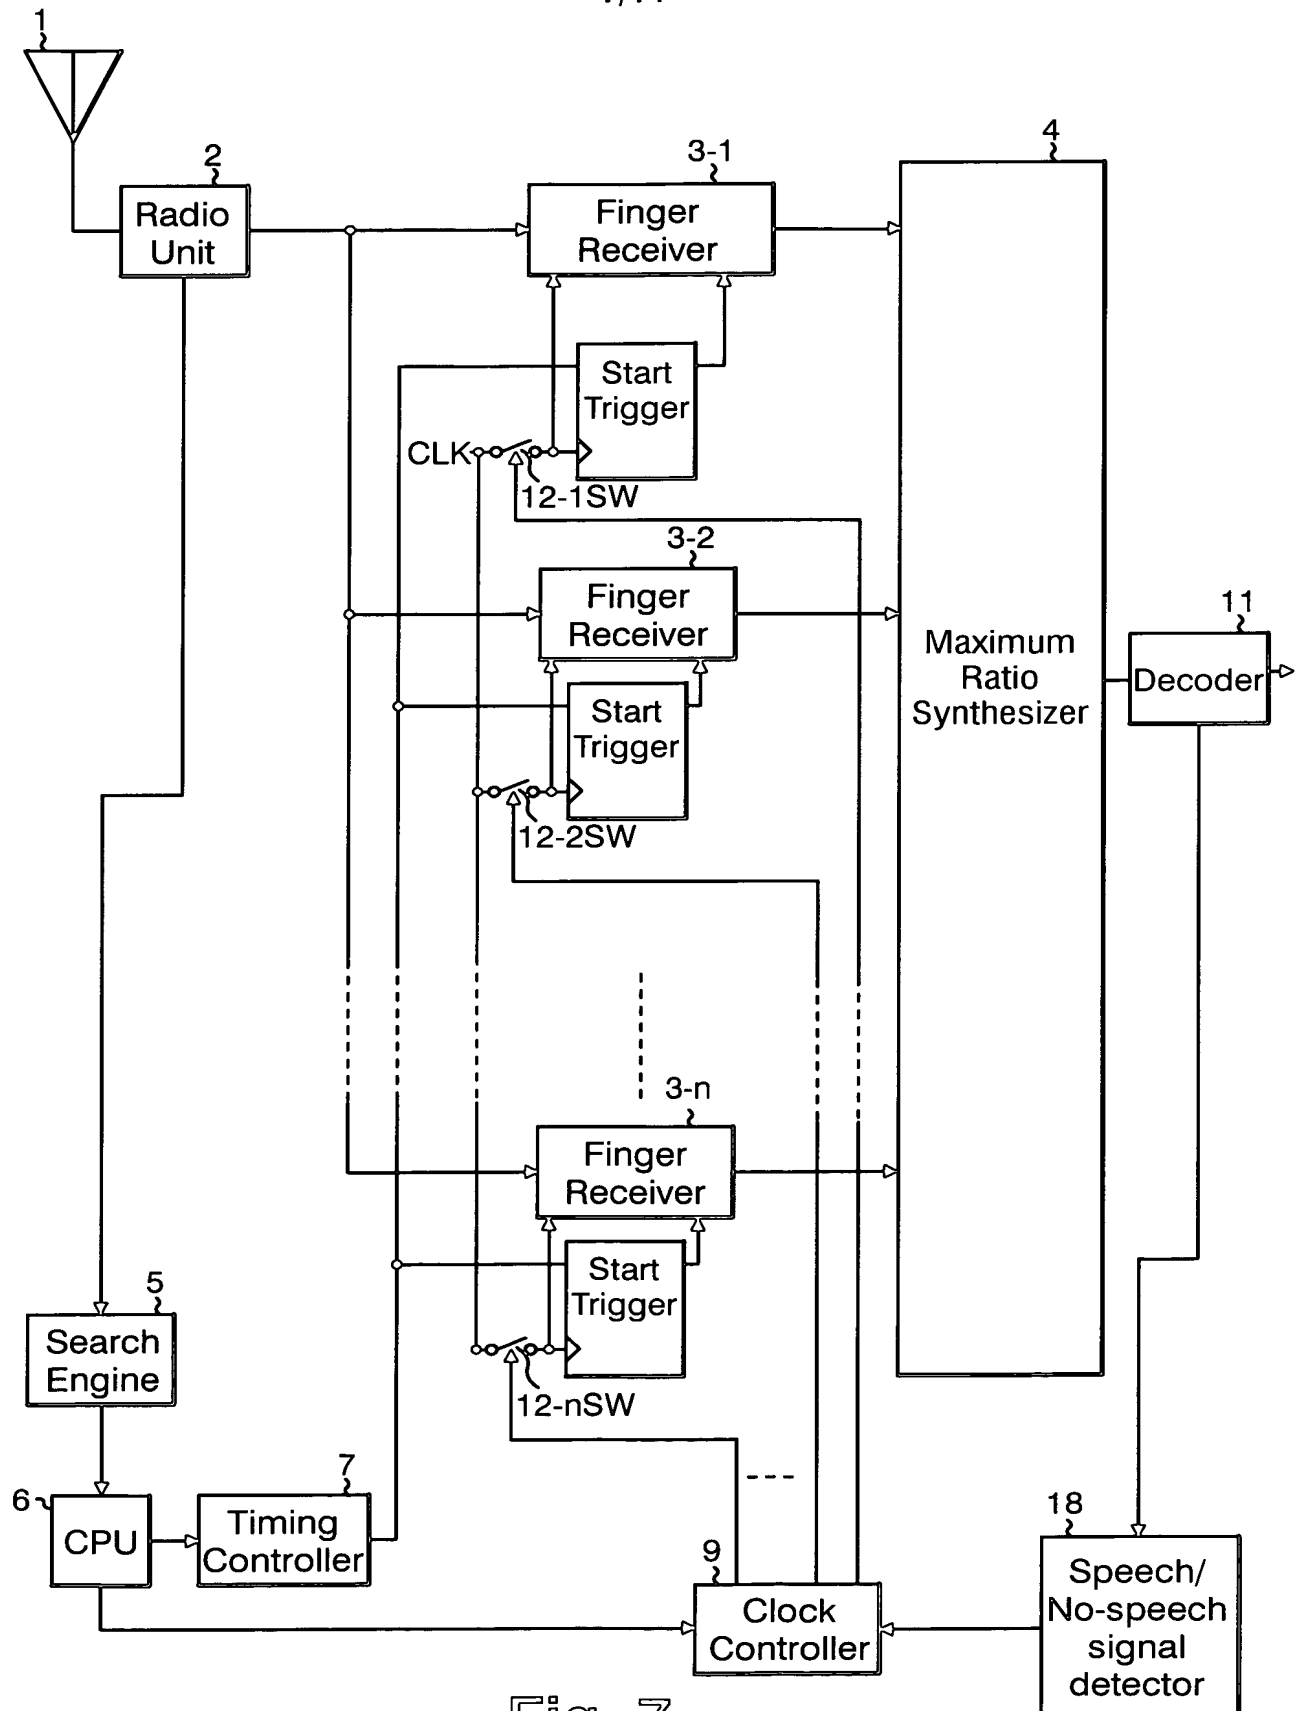 1
2
Radio
Unit
3-1
Finger
Receiver
4
Start
Trigger
CLK
12-1SW
3-2
Finger
Receiver
Maximum
Ratio
Synthesizer
11
Decoder
Start
Trigger
12-2SW
3-n
Finger
Receiver
Start
Trigger
12-nSW
5
Search
Engine
6
CPU
7
Timing
Controller
9
Clock
Controller
18
Speech/
No-speech
signal
detector